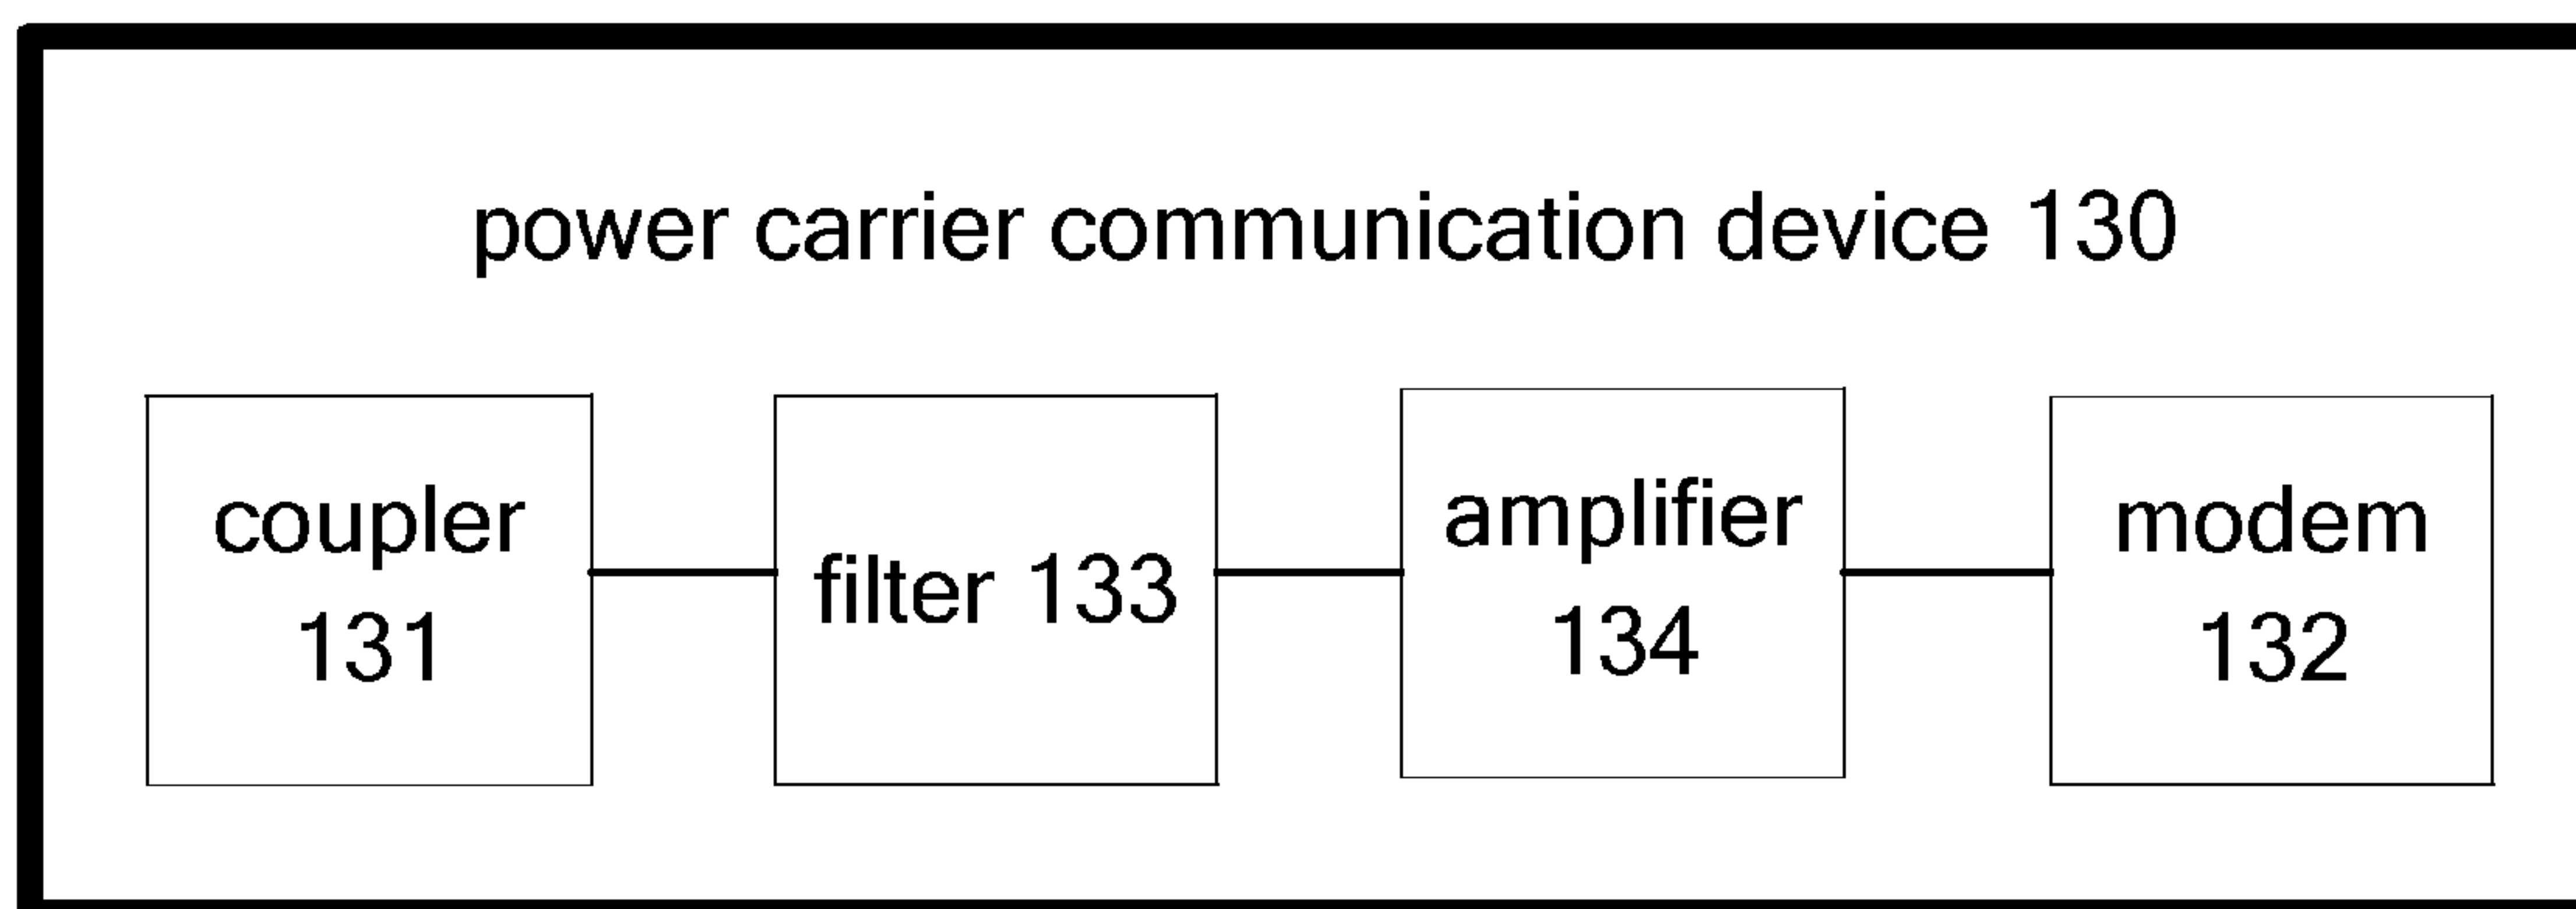 power carrier communication device 130
coupler
131
filter 133
amplifier
134
modem
132